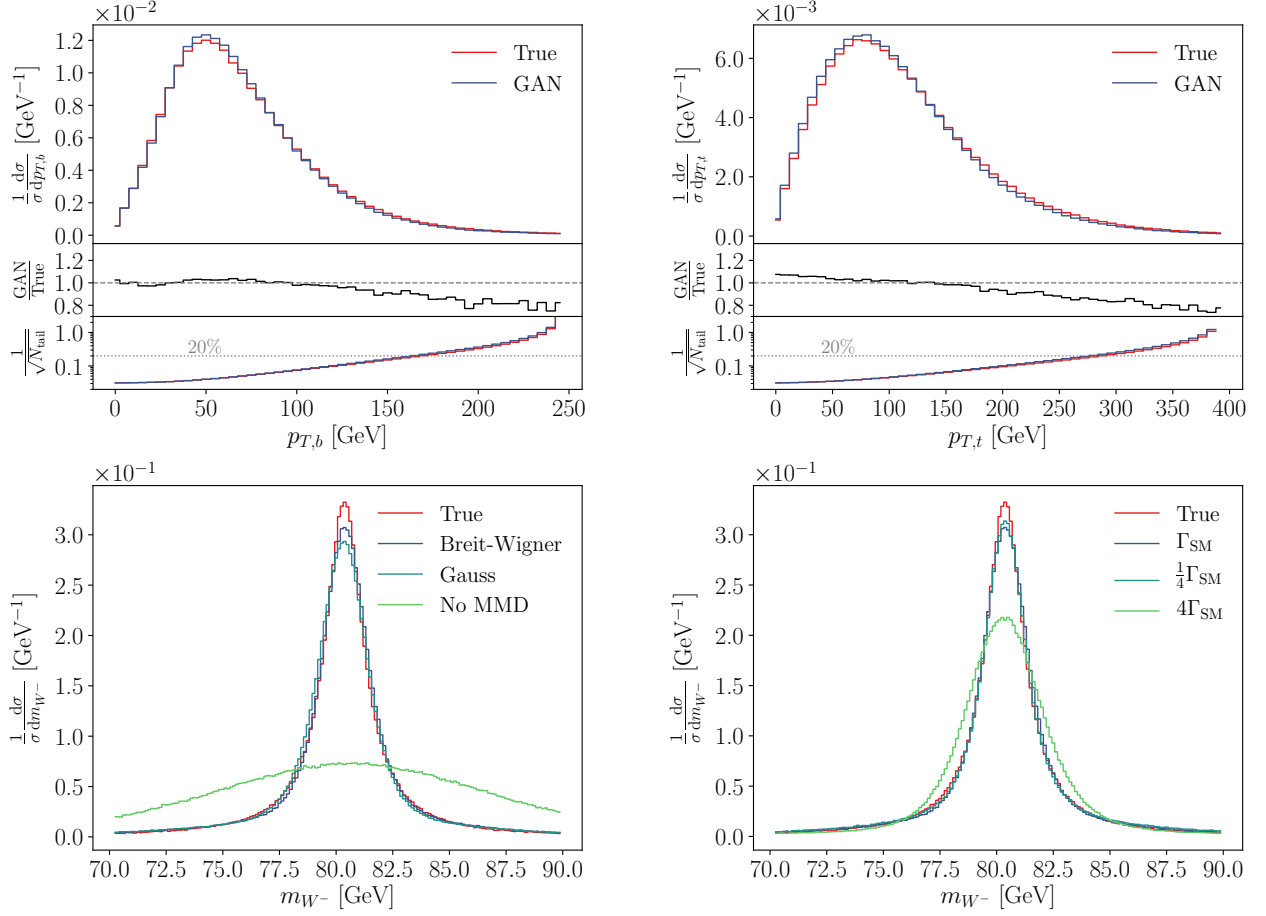 ×10⁻²
1.2
1.0
0.8
0.6
0.4
0.2
0.0
1/σ dσ/dp_{T,b} [GeV⁻¹]
True
GAN
1.2
1.0
0.8
GAN/True
1.0
0.1
1/√N_tail
20%
0 50 100 150 200 250
p_{T,b} [GeV]
×10⁻³
6.0
4.0
2.0
0.0
1/σ dσ/dp_{T,t} [GeV⁻¹]
True
GAN
1.2
1.0
0.8
GAN/True
1.0
0.1
1/√N_tail
20%
0 50 100 150 200 250 300 350 400
p_{T,t} [GeV]
×10⁻¹
3.0
2.5
2.0
1.5
1.0
0.5
0.0
1/σ dσ/dm_{W⁻} [GeV⁻¹]
True
Breit-Wigner
Gauss
No MMD
70.0 72.5 75.0 77.5 80.0 82.5 85.0 87.5 90.0
m_{W⁻} [GeV]
×10⁻¹
3.0
2.5
2.0
1.5
1.0
0.5
0.0
1/σ dσ/dm_{W⁻} [GeV⁻¹]
True
Γ_SM
¼Γ_SM
4Γ_SM
70.0 72.5 75.0 77.5 80.0 82.5 85.0 87.5 90.0
m_{W⁻} [GeV]